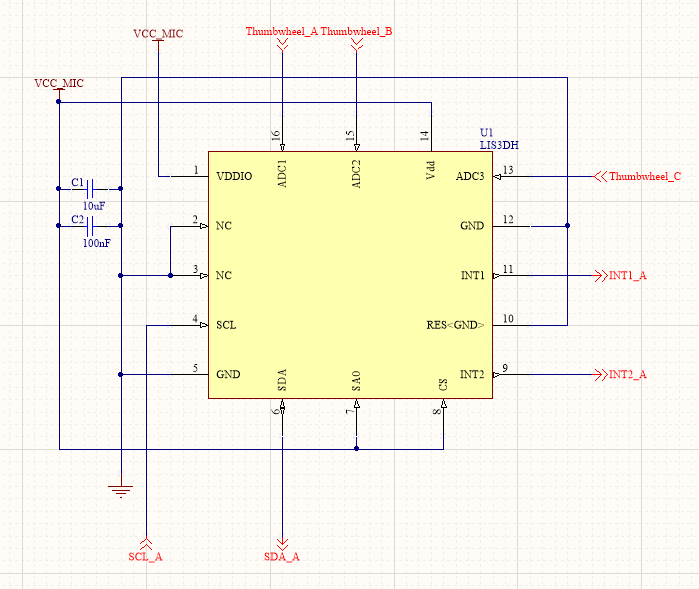 VCC_MIC
Thumbwheel_A Thumbwheel_B
VCC_MIC
U1
LIS3DH
16
15
14
ADC1
ADC2
Vdd
1
VDDIO
ADC3
13
Thumbwheel_C
C1
10uF
2
NC
GND
12
C2
100nF
3
NC
INT1
11
INT1_A
4
SCL
RES<GND>
10
5
GND
INT2
9
INT2_A
SDA
SA0
CS
6
7
8
SCL_A
SDA_A